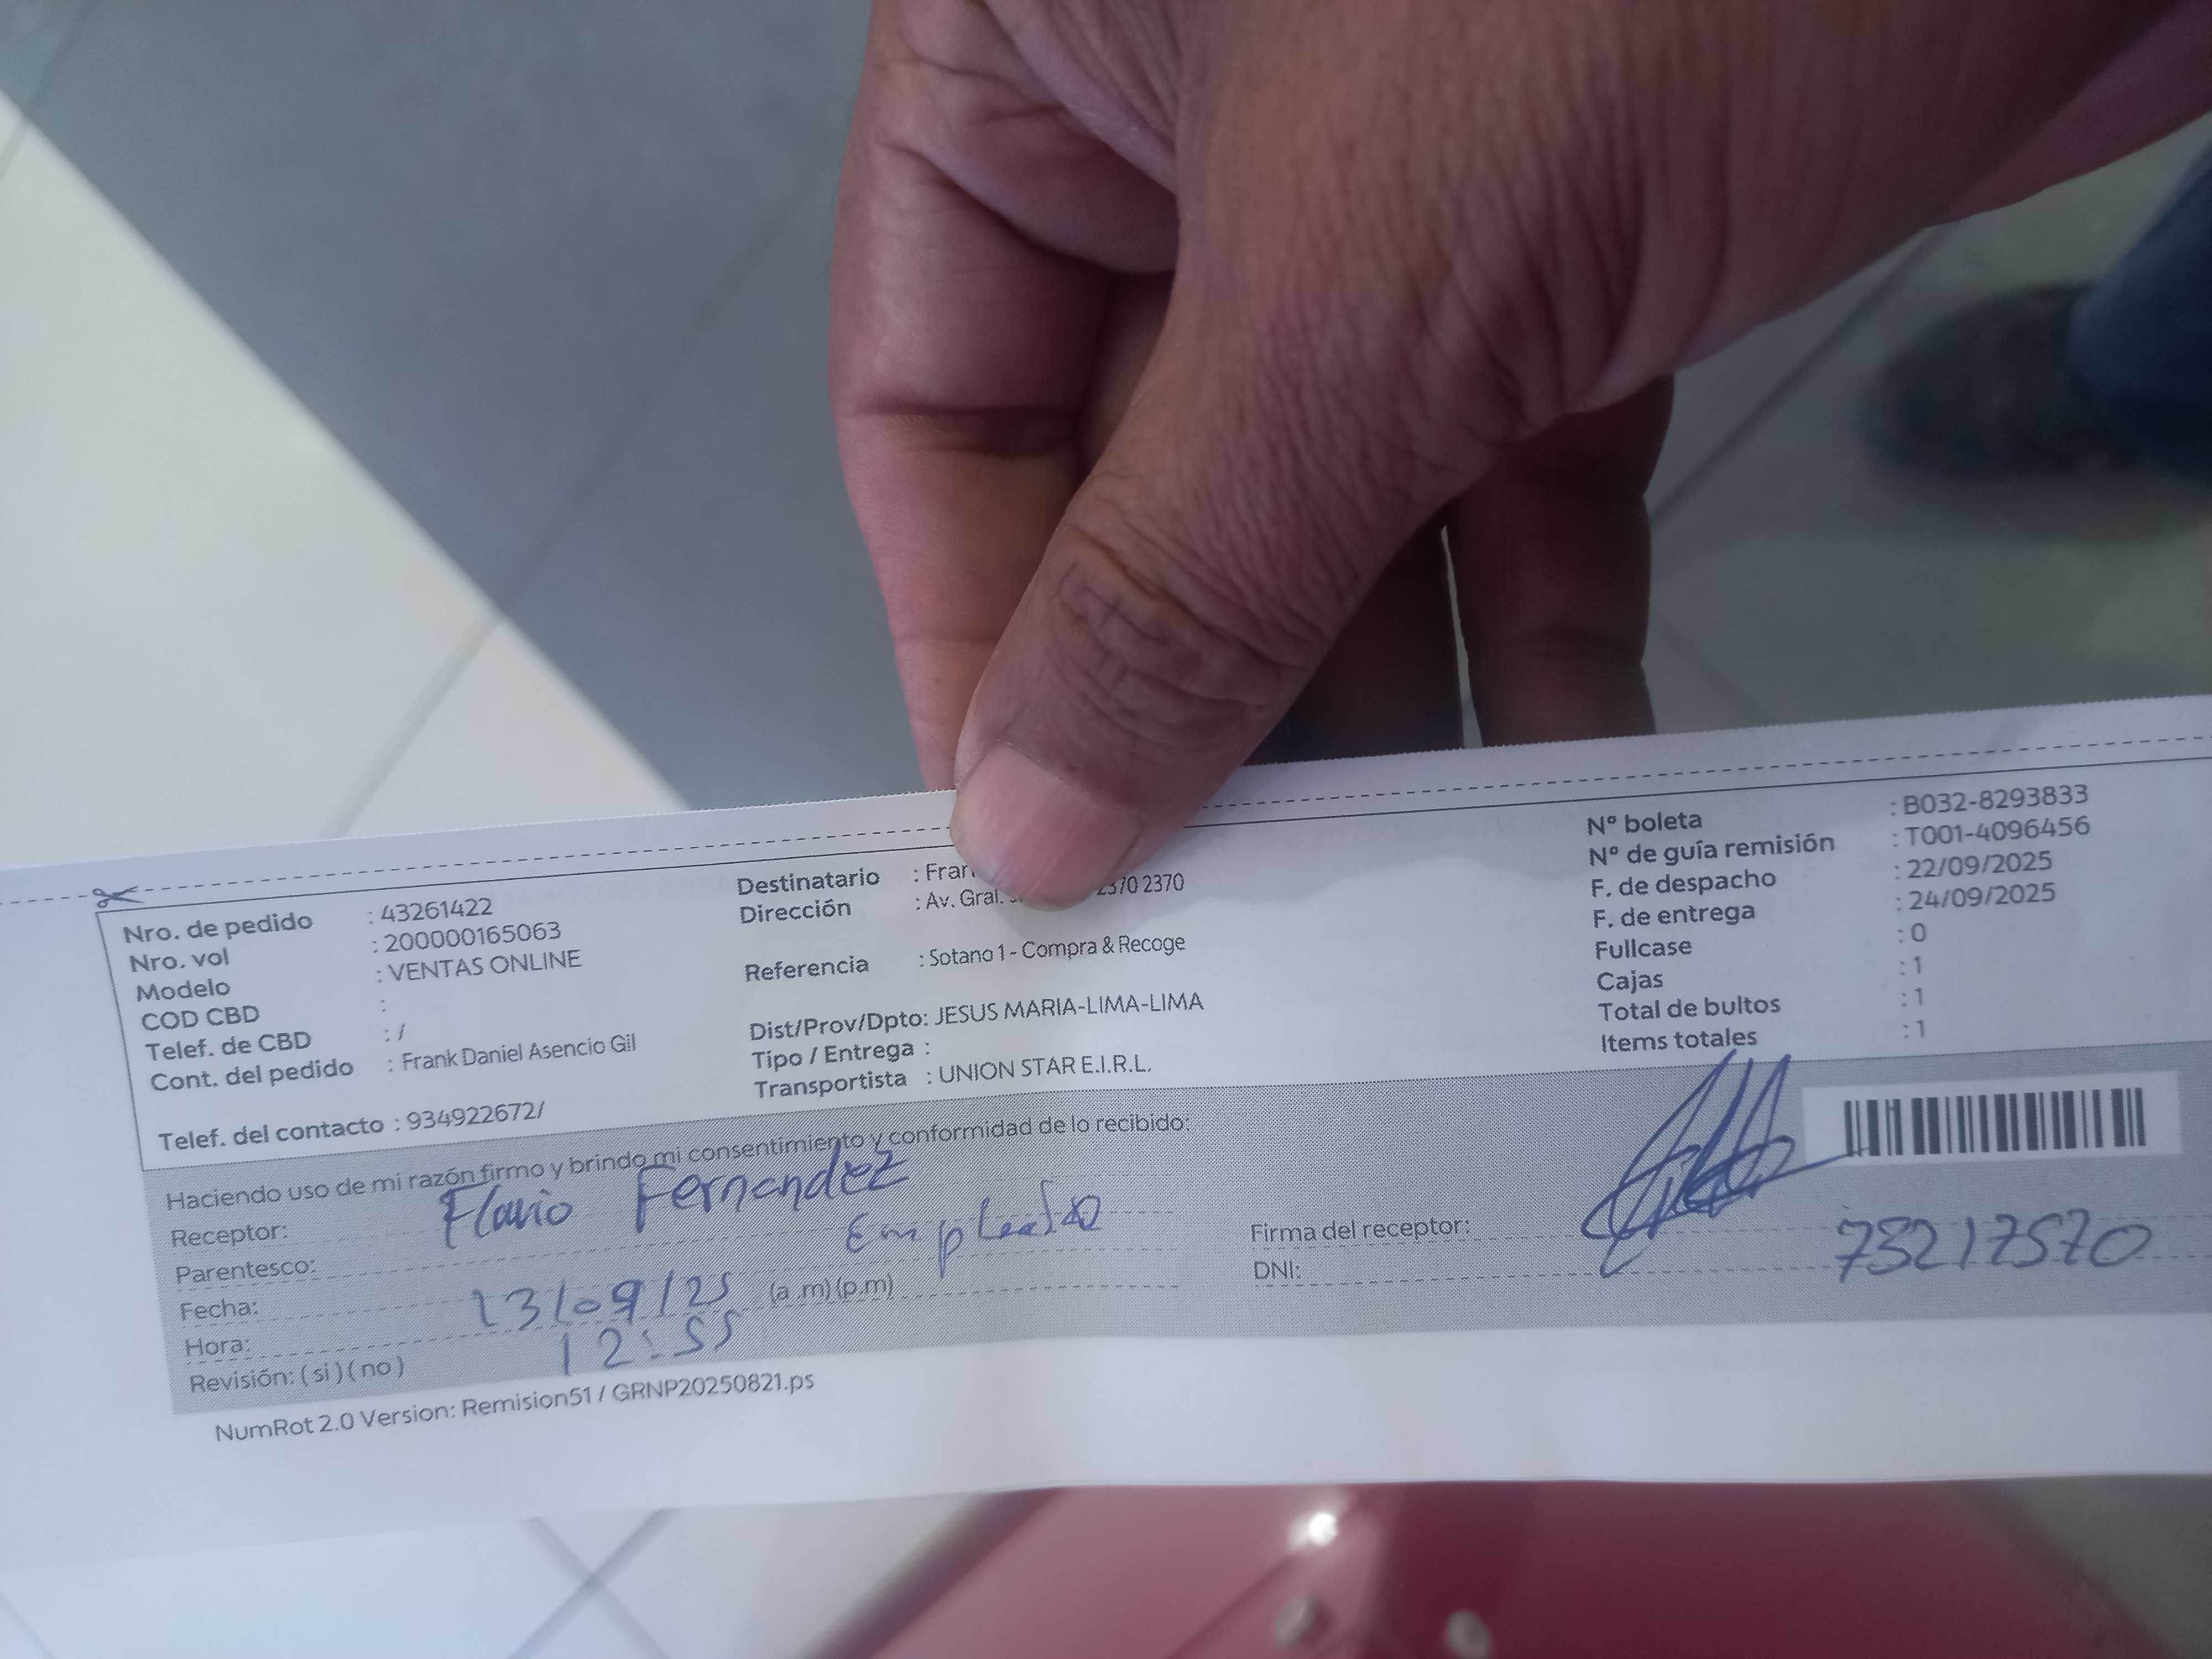 Nro. de pedido : 43261422
Nro. vol : 200000165063
Modelo : VENTAS ONLINE
COD CBD :
Telef. de CBD : /
Cont. del pedido : Frank Daniel Asencio Gil
Telef. del contacto : 934922672/
Destinatario : Fran
Dirección : Av. Gral. 2370 2370
Referencia : Sotano 1 - Compra & Recoge
Dist/Prov/Dpto: JESUS MARIA-LIMA-LIMA
Tipo / Entrega :
Transportista : UNION STAR E.I.R.L.
N° boleta : B032-8293833
N° de guía remisión : T001-4096456
F. de despacho : 22/09/2025
F. de entrega : 24/09/2025
Fullcase : 0
Cajas : 1
Total de bultos : 1
Items totales : 1
Haciendo uso de mi razón firmo y brindo mi consentimiento y conformidad de lo recibido:
Receptor: Flavio Fernandez
Parentesco: Empleado
Fecha: 23/09/25 (a .m) (p.m)
Hora: 12:55
Revisión: ( si ) ( no )
Firma del receptor:
DNI: 73217570
NumRot 2.0 Version: Remision51 / GRNP20250821.ps